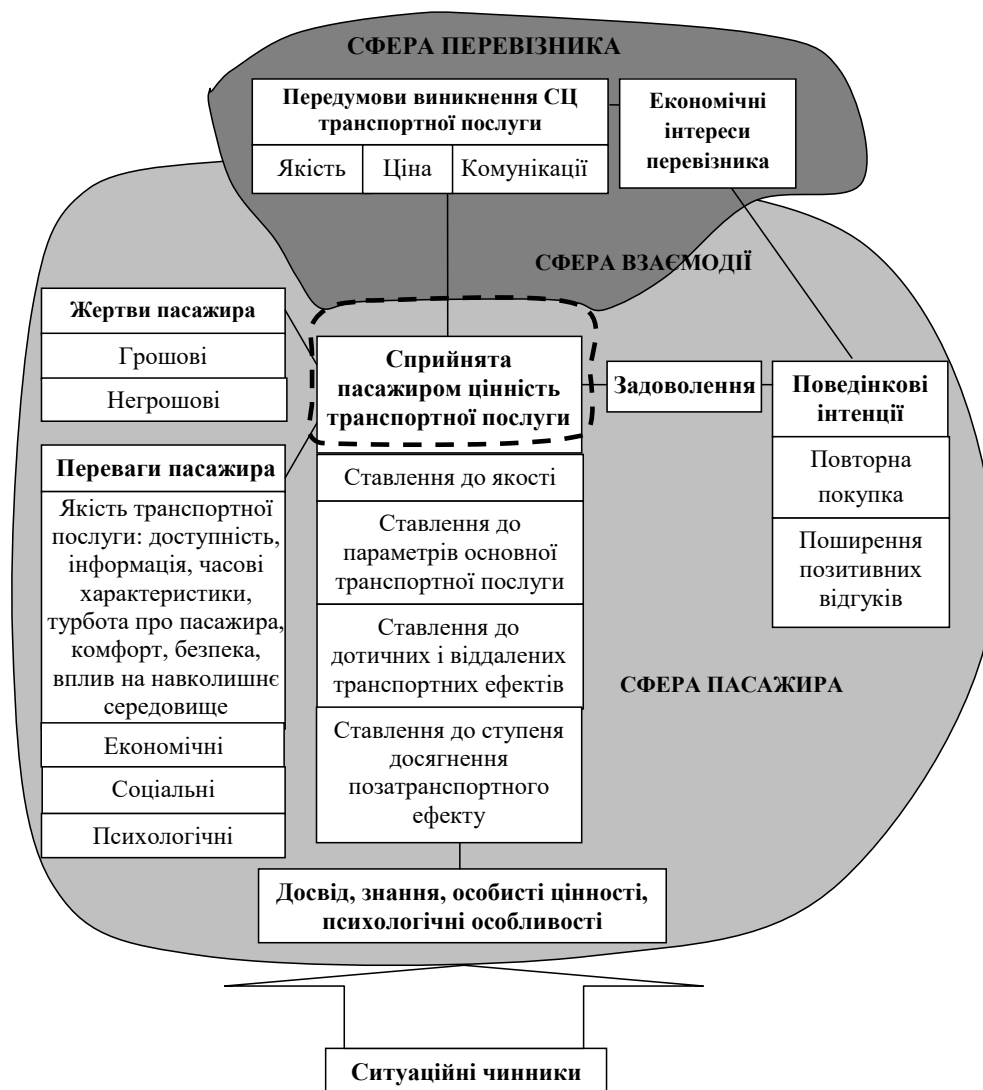 СФЕРА ПЕРЕВІЗНИКА
Передумови виникнення СЦ
транспортної послуги
Якість
Ціна
Комунікації
Економічні
інтереси
перевізника
СФЕРА ВЗАЄМОДІЇ
Жертви пасажира
Грошові
Негрошові
Переваги пасажира
Якість транспортної
послуги: доступність,
інформація, часові
характеристики,
турбота про пасажира,
комфорт, безпека,
вплив на навколишнє
середовище
Економічні
Соціальні
Психологічні
Сприйнята
пасажиром цінність
транспортної послуги
Ставлення до якості
Ставлення до
параметрів основної
транспортної послуги
Ставлення до
дотичних і віддалених
транспортних ефектів
Ставлення до ступеня
досягнення
позатранспортного
ефекту
Задоволення
Поведінкові
інтенції
Повторна
покупка
Поширення
позитивних
відгуків
СФЕРА ПАСАЖИРА
Досвід, знання, особисті цінності,
психологічні особливості
Ситуаційні чинники